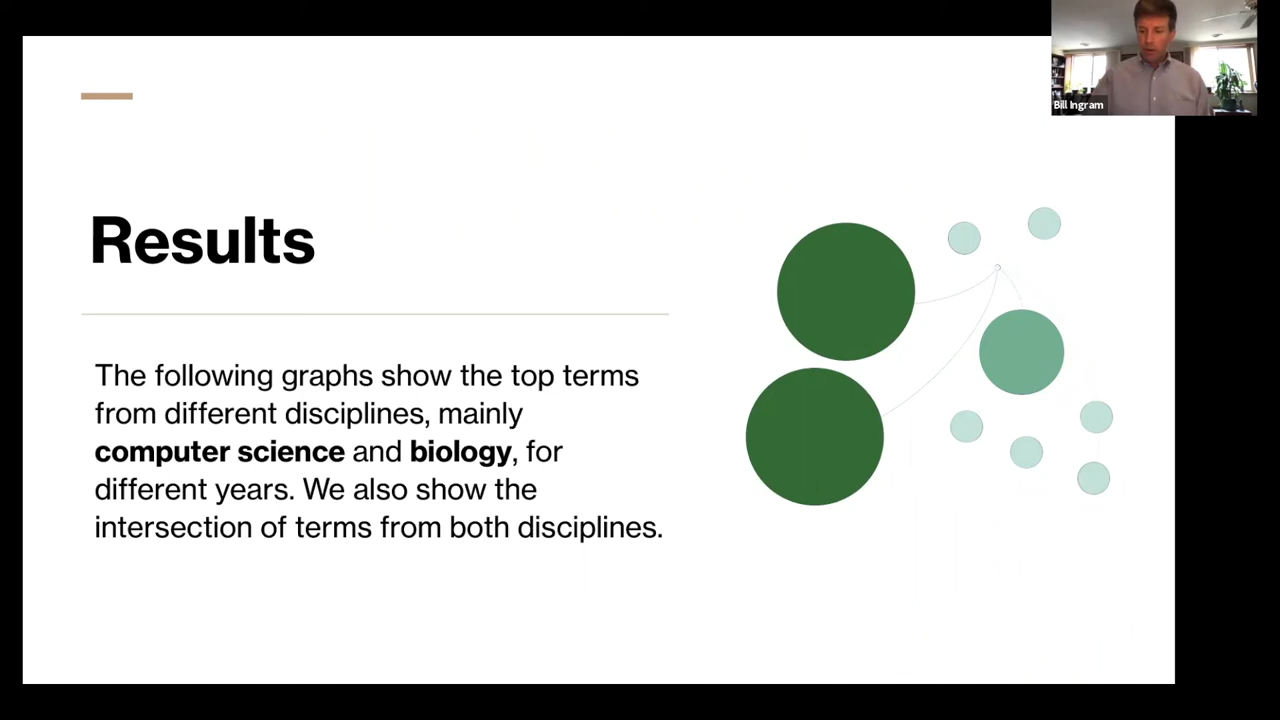 Bill Ingram
Results
The following graphs show the top terms
from different disciplines, mainly
computer science and biology, for
different years. We also show the
intersection of terms from both disciplines.